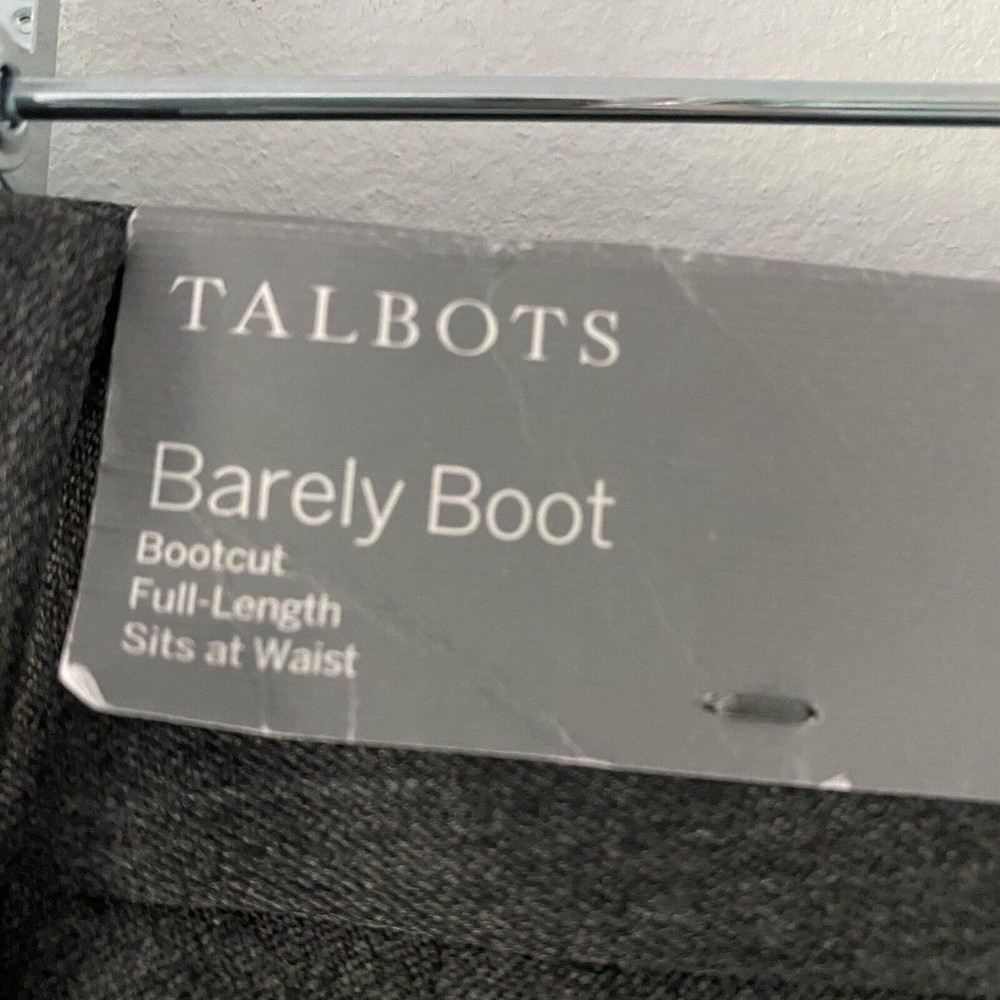 TALBOTS
Barely Boot
Bootcut
Full-Length
Sits at Waist